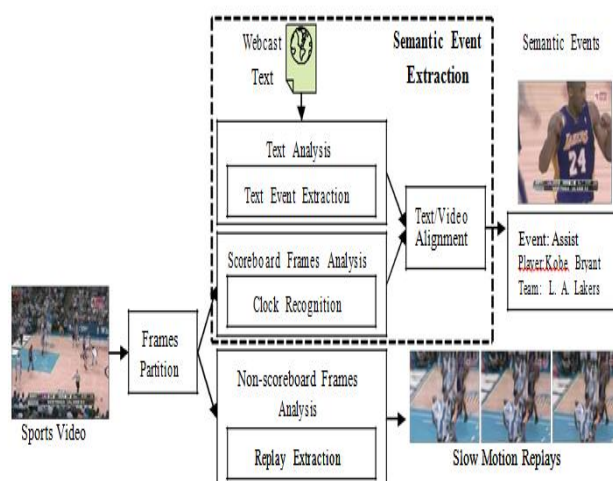 Webcast
Text
Semantic Event
Extraction
Semantic Events
Text Analysis
Text Event Extraction
Text/Video
Alignment
Scoreboard Frames Analysis
Clock Recognition
LAKERS
24
Event: Assist
Player:Kobe Bryant
Team: L. A. Lakers
Frames
Partition
Sports Video
Non-scoreboard Frames
Analysis
Replay Extraction
Slow Motion Replays